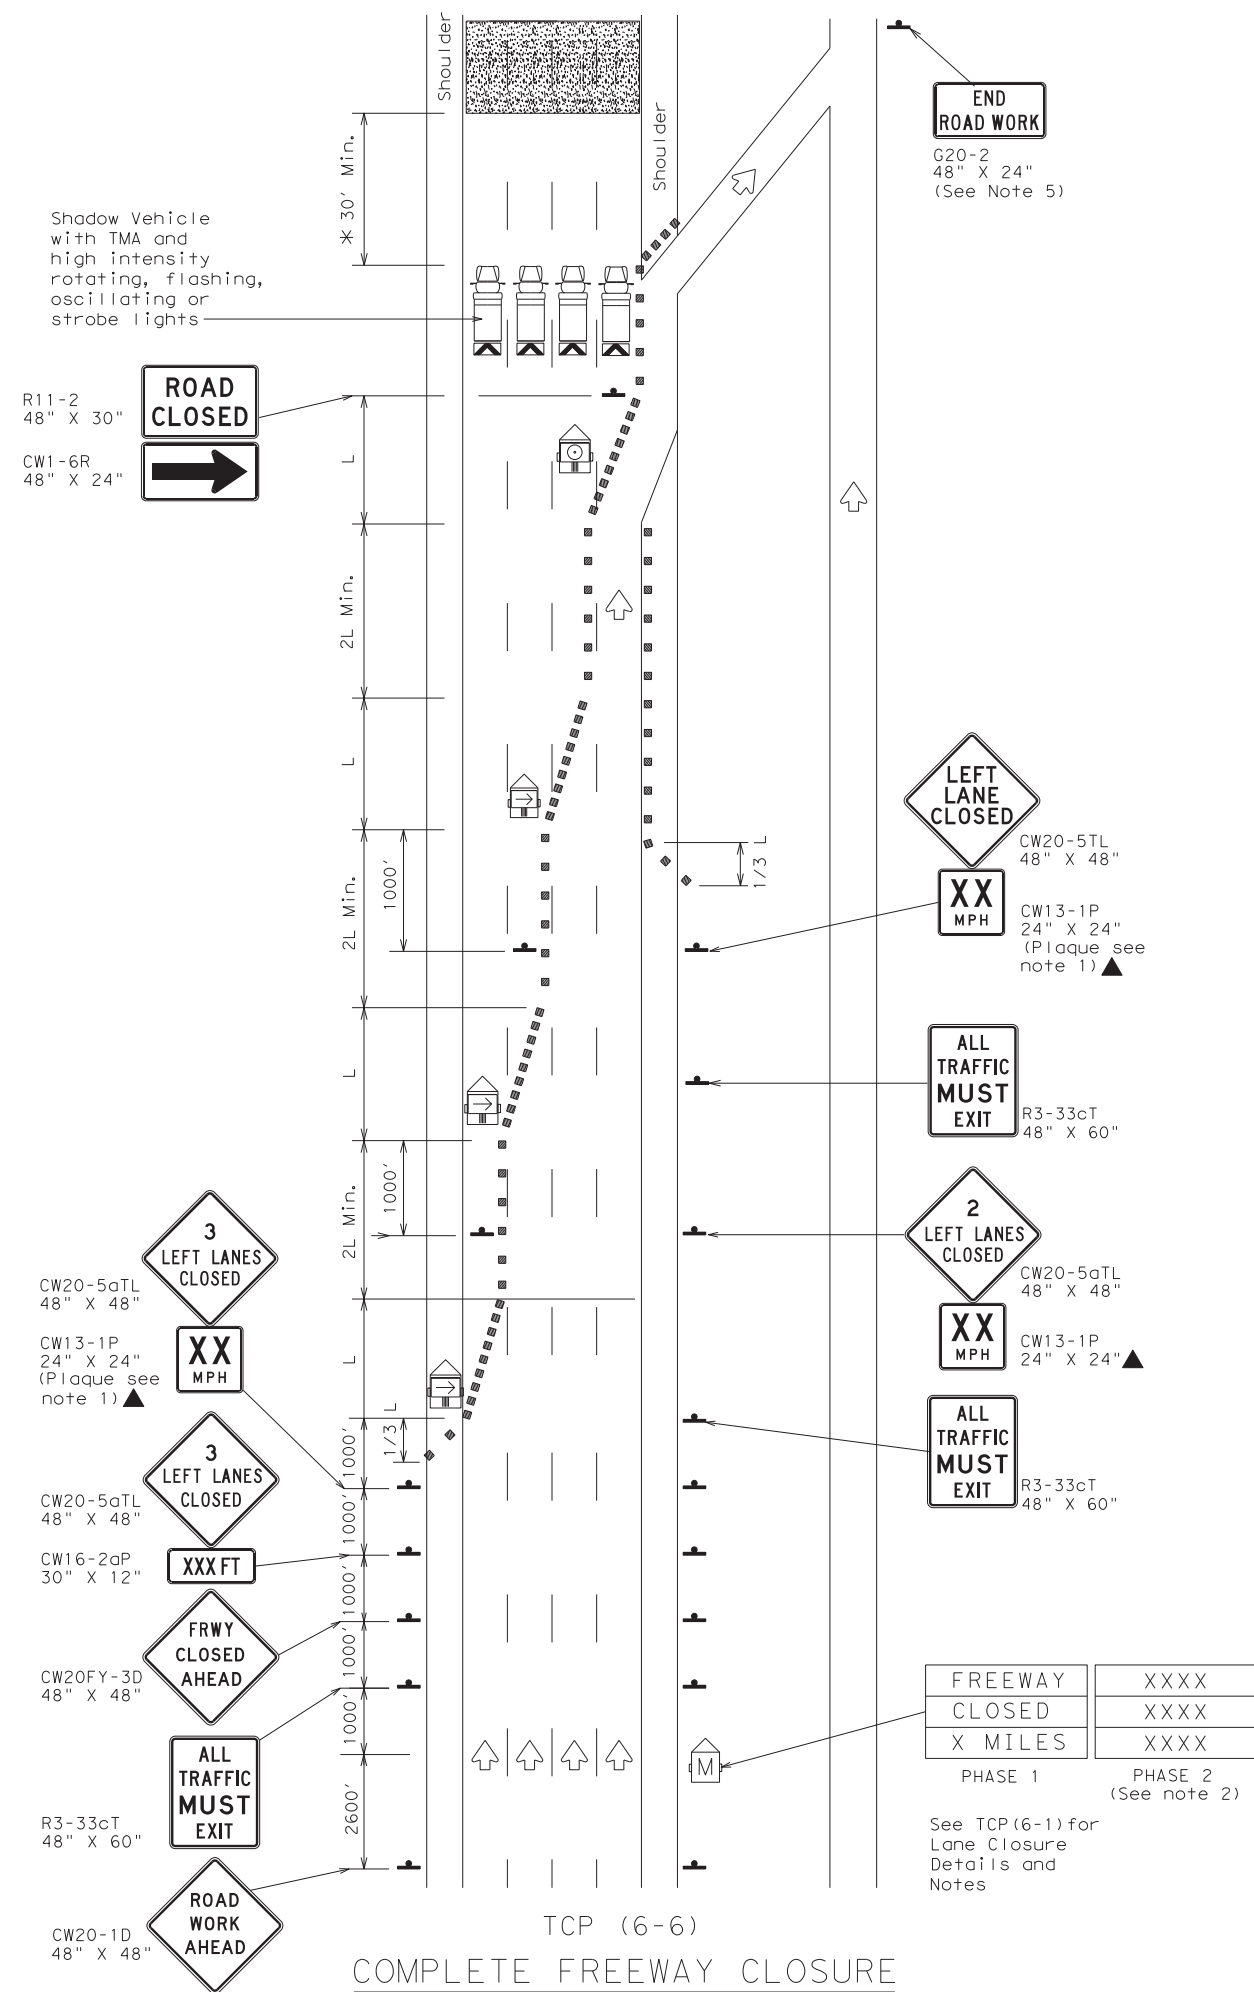 Shoulder
Shoulder
END
ROAD WORK
G20-2
48" X 24"
(See Note 5)
* 30' Min.
Shadow Vehicle
with TMA and
high intensity
rotating, flashing,
oscillating or
strobe lights
ROAD
CLOSED
R11-2
48" X 30"
CW1-6R
48" X 24"
L
2L Min.
L
1000'
2L Min.
1/3 L
LEFT
LANE
CLOSED
CW20-5TL
48" X 48"
XX
MPH
CW13-1P
24" X 24"
(Plaque see
note 1)▲
L
ALL
TRAFFIC
MUST
EXIT
R3-33cT
48" X 60"
1000'
2L Min.
2
LEFT LANES
CLOSED
CW20-5aTL
48" X 48"
XX
MPH
CW13-1P
24" X 24"▲
3
LEFT LANES
CLOSED
CW20-5aTL
48" X 48"
XX
MPH
CW13-1P
24" X 24"
(Plaque see
note 1)▲
L
1/3 L
ALL
TRAFFIC
MUST
EXIT
R3-33cT
48" X 60"
1000'
3
LEFT LANES
CLOSED
CW20-5aTL
48" X 48"
1000'
XXX FT
CW16-2aP
30" X 12"
1000'
FRWY
CLOSED
AHEAD
CW20FY-3D
48" X 48"
1000'
1000'
ALL
TRAFFIC
MUST
EXIT
R3-33cT
48" X 60"
2600'
M
FREEWAY XXXX
CLOSED XXXX
X MILES XXXX
PHASE 1 PHASE 2
(See note 2)
See TCP(6-1)for
Lane Closure
Details and
Notes
ROAD
WORK
AHEAD
CW20-1D
48" X 48"
TCP (6-6)
COMPLETE FREEWAY CLOSURE